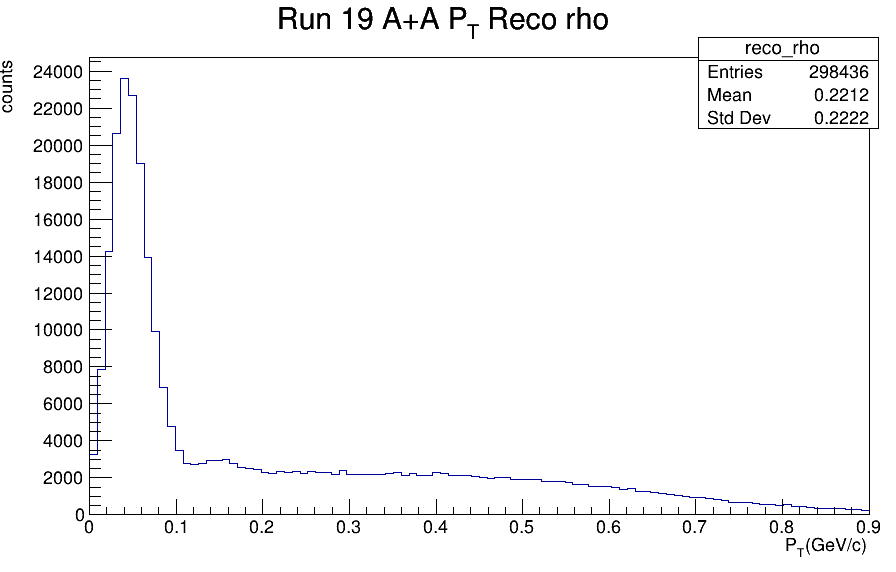 Run 19 A+A P_T Reco rho
counts
reco_rho
Entries 298436
Mean 0.2212
Std Dev 0.2222
24000
22000
20000
18000
16000
14000
12000
10000
8000
6000
4000
2000
0
0 0.1 0.2 0.3 0.4 0.5 0.6 0.7 0.8 0.9
P_T(GeV/c)